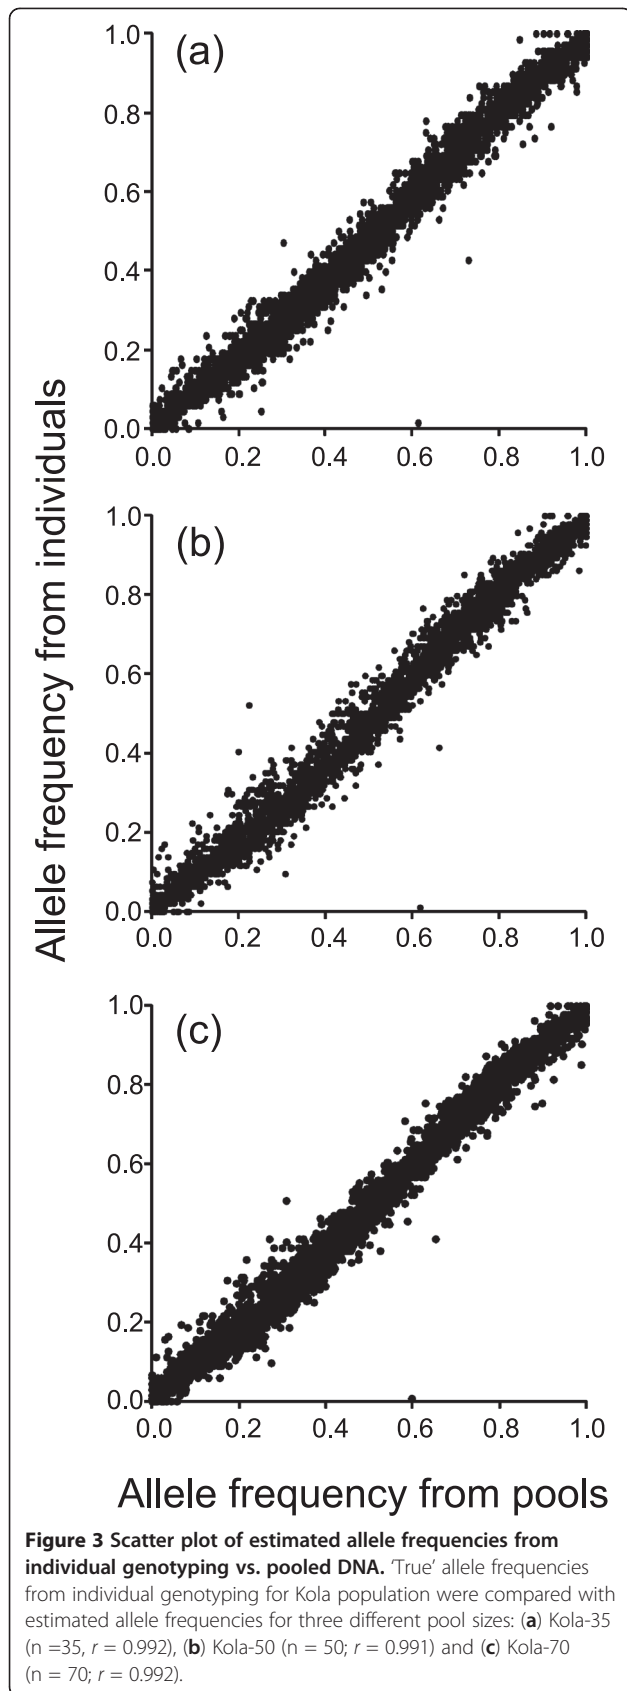 1.0
(a)
0.8
0.6
0.4
0.2
0.0
0.0 0.2 0.4 0.6 0.8 1.0
1.0
(b)
0.8
0.6
0.4
0.2
0.0
0.0 0.2 0.4 0.6 0.8 1.0
1.0
(c)
0.8
0.6
0.4
0.2
0.0
0.0 0.2 0.4 0.6 0.8 1.0
Allele frequency from individuals
Allele frequency from pools
Figure 3 Scatter plot of estimated allele frequencies from
individual genotyping vs. pooled DNA. ‘True’ allele frequencies
from individual genotyping for Kola population were compared with
estimated allele frequencies for three different pool sizes: (a) Kola-35
(n =35, r = 0.992), (b) Kola-50 (n = 50; r = 0.991) and (c) Kola-70
(n = 70; r = 0.992).